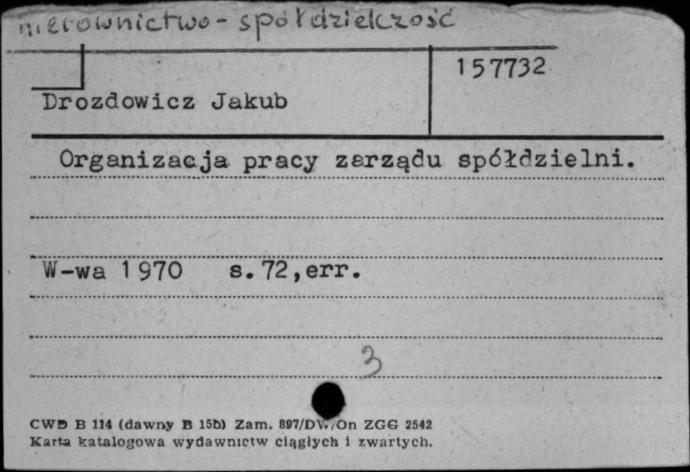 kierownictwo - spółdzielczość
157732
Drozdowicz Jakub
Organizacja pracy zarządu spółdzielni.
W-wa 1970 s.72,err.
3
CWD B 114 (dawny B 15b) Zam. 897/DW/On ZGG 2542
Karta katalogowa wydawnictw ciągłych i zwartych.